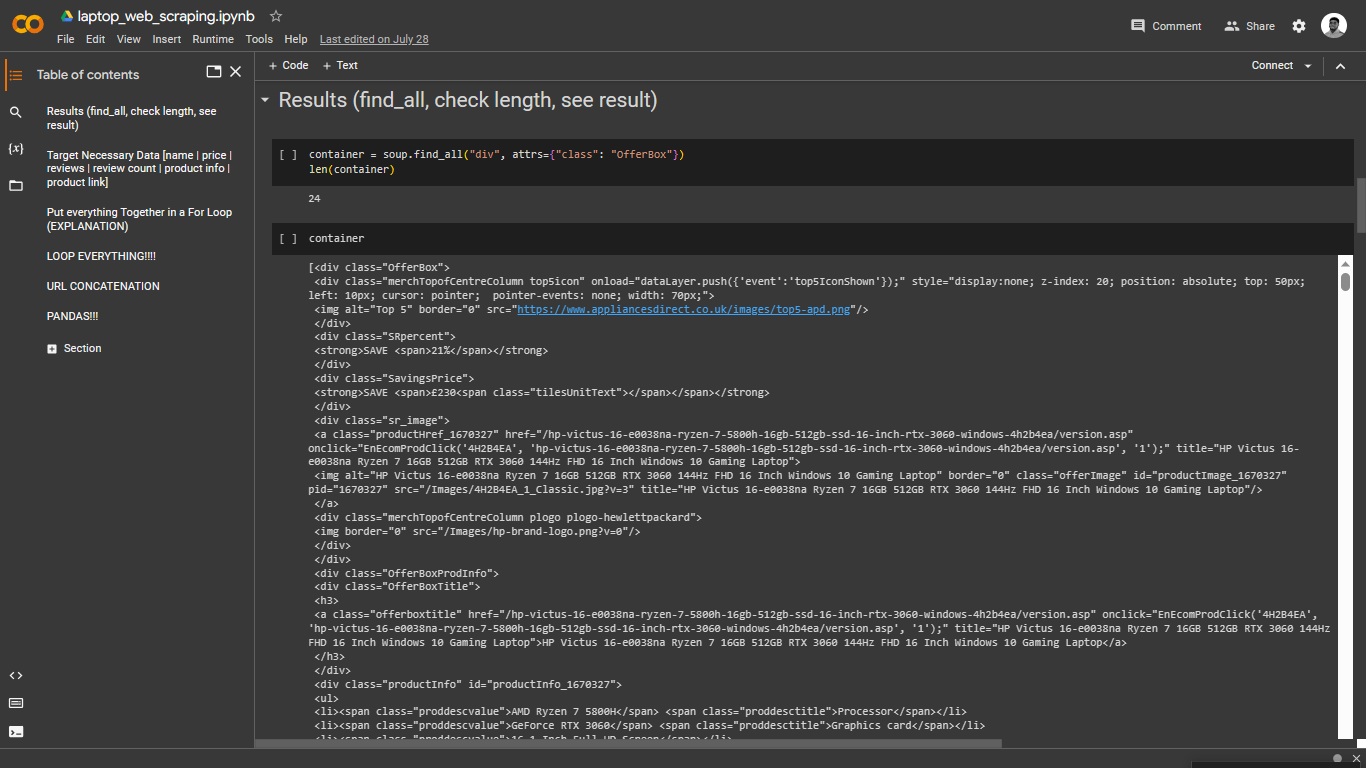 laptop_web_scraping.ipynb
File Edit View Insert Runtime Tools Help Last edited on July 28
Comment Share
Table of contents
+ Code + Text
Connect
Results (find_all, check length, see
result)
Target Necessary Data [name | price |
reviews | review count | product info |
product link]
Put everything Together in a For Loop
(EXPLANATION)
LOOP EVERYTHING!!!!
URL CONCATENATION
PANDAS!!!
Section
Results (find_all, check length, see result)
[ ] container = soup.find_all("div", attrs={"class": "OfferBox"})
len(container)
24
[ ] container
[<div class="OfferBox">
<div class="merchTopofCentreColumn top5icon" onload="dataLayer.push({'event':'top5IconShown'});" style="display:none; z-index: 20; position: absolute; top: 50px;
left: 10px; cursor: pointer;  pointer-events: none; width: 70px;">
<img alt="Top 5" border="0" src="https://www.appliancesdirect.co.uk/images/top5-apd.png"/>
</div>
<div class="SRpercent">
<strong>SAVE <span>21%</span></strong>
</div>
<div class="SavingsPrice">
<strong>SAVE <span>£230<span class="tilesUnitText"></span></span></strong>
</div>
<div class="sr_image">
<a class="productHref_1670327" href="/hp-victus-16-e0038na-ryzen-7-5800h-16gb-512gb-ssd-16-inch-rtx-3060-windows-4h2b4ea/version.asp"
onclick="EnEcomProdClick('4H2B4EA', 'hp-victus-16-e0038na-ryzen-7-5800h-16gb-512gb-ssd-16-inch-rtx-3060-windows-4h2b4ea/version.asp', '1');" title="HP Victus 16-
e0038na Ryzen 7 16GB 512GB RTX 3060 144Hz FHD 16 Inch Windows 10 Gaming Laptop">
<img alt="HP Victus 16-e0038na Ryzen 7 16GB 512GB RTX 3060 144Hz FHD 16 Inch Windows 10 Gaming Laptop" border="0" class="offerImage" id="productImage_1670327"
pid="1670327" src="/Images/4H2B4EA_1_Classic.jpg?v=3" title="HP Victus 16-e0038na Ryzen 7 16GB 512GB RTX 3060 144Hz FHD 16 Inch Windows 10 Gaming Laptop"/>
</a>
<div class="merchTopofCentreColumn plogo plogo-hewlettpackard">
<img border="0" src="/Images/hp-brand-logo.png?v=0"/>
</div>
</div>
<div class="OfferBoxProdInfo">
<div class="OfferBoxTitle">
<h3>
<a class="offerboxtitle" href="/hp-victus-16-e0038na-ryzen-7-5800h-16gb-512gb-ssd-16-inch-rtx-3060-windows-4h2b4ea/version.asp" onclick="EnEcomProdClick('4H2B4EA',
'hp-victus-16-e0038na-ryzen-7-5800h-16gb-512gb-ssd-16-inch-rtx-3060-windows-4h2b4ea/version.asp', '1');" title="HP Victus 16-e0038na Ryzen 7 16GB 512GB RTX 3060 144Hz
FHD 16 Inch Windows 10 Gaming Laptop">HP Victus 16-e0038na Ryzen 7 16GB 512GB RTX 3060 144Hz FHD 16 Inch Windows 10 Gaming Laptop</a>
</h3>
</div>
<div class="productInfo" id="productInfo_1670327">
<ul>
<li><span class="proddescvalue">AMD Ryzen 7 5800H</span> <span class="proddesctitle">Processor</span></li>
<li><span class="proddescvalue">GeForce RTX 3060</span> <span class="proddesctitle">Graphics card</span></li>
<li><span class="proddescvalue">16.1 Inch Full HD Screen</span></li>